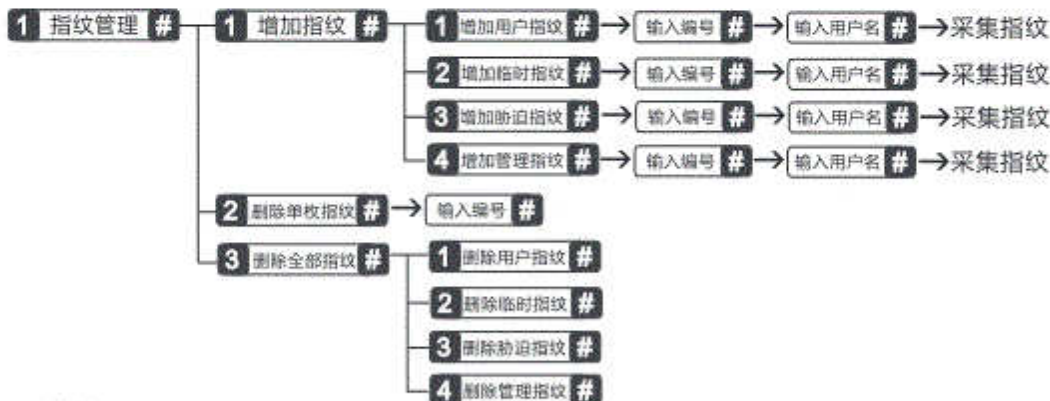 1 指纹管理 # 1 增加指纹 # 1 增加用户指纹 # 输入编号 # 输入用户名 # 采集指纹
2 增加临时指纹 # 输入编号 # 输入用户名 # 采集指纹
3 增加胁迫指纹 # 输入编号 # 输入用户名 # 采集指纹
4 增加管理指纹 # 输入编号 # 输入用户名 # 采集指纹
2 删除单枚指纹 # 输入编号 #
3 删除全部指纹 # 1 删除用户指纹 #
2 删除临时指纹 #
3 删除胁迫指纹 #
4 删除管理指纹 #